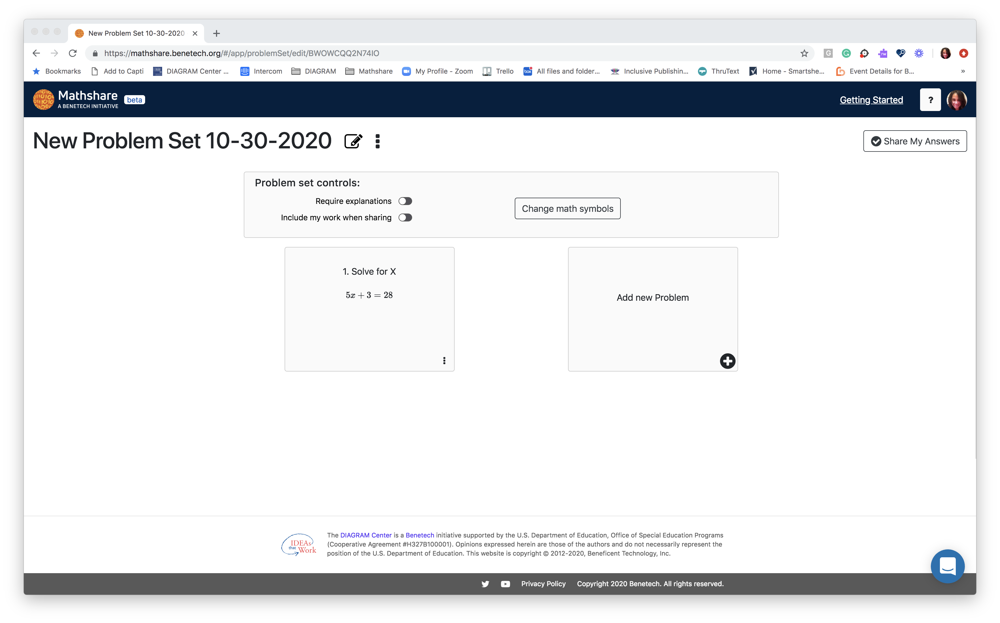 New Problem Set 10-30-2020
https://mathshare.benetech.org/#/app/problemSet/edit/BWOWCQQ2N74IO
Bookmarks Add to Capti DIAGRAM Center ... Intercom DIAGRAM Mathshare My Profile - Zoom Trello box All files and folder... Inclusive Publishin... ThruText Home - Smartshe... Event Details for B... »
Mathshare beta
A BENETECH INITIATIVE
Getting Started ?
New Problem Set 10-30-2020
Share My Answers
Problem set controls:
Require explanations
Include my work when sharing
Change math symbols
1. Solve for X
5x + 3 = 28
Add new Problem
IDEAs
that Work
The DIAGRAM Center is a Benetech initiative supported by the U.S. Department of Education, Office of Special Education Programs
(Cooperative Agreement #H327B100001). Opinions expressed herein are those of the authors and do not necessarily represent the
position of the U.S. Department of Education. This website is copyright © 2012-2020, Beneficent Technology, Inc.
Privacy Policy Copyright 2020 Benetech. All rights reserved.